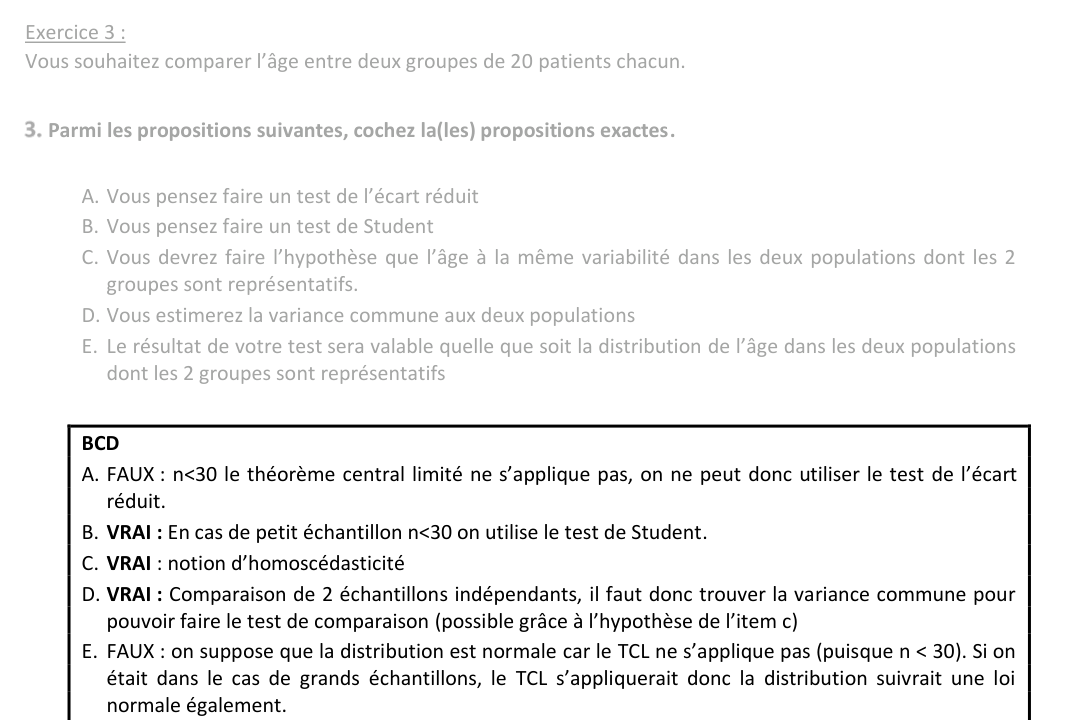 Exercice 3 :
Vous souhaitez comparer l’âge entre deux groupes de 20 patients chacun.
3. Parmi les propositions suivantes, cochez la(les) propositions exactes.
A. Vous pensez faire un test de l’écart réduit
B. Vous pensez faire un test de Student
C. Vous devrez faire l’hypothèse que l’âge à la même variabilité dans les deux populations dont les 2
groupes sont représentatifs.
D. Vous estimerez la variance commune aux deux populations
E. Le résultat de votre test sera valable quelle que soit la distribution de l’âge dans les deux populations
dont les 2 groupes sont représentatifs
BCD
A. FAUX : n<30 le théorème central limité ne s’applique pas, on ne peut donc utiliser le test de l’écart
réduit.
B. VRAI : En cas de petit échantillon n<30 on utilise le test de Student.
C. VRAI : notion d’homoscédasticité
D. VRAI : Comparaison de 2 échantillons indépendants, il faut donc trouver la variance commune pour
pouvoir faire le test de comparaison (possible grâce à l’hypothèse de l’item c)
E. FAUX : on suppose que la distribution est normale car le TCL ne s’applique pas (puisque n < 30). Si on
était dans le cas de grands échantillons, le TCL s’appliquerait donc la distribution suivrait une loi
normale également.